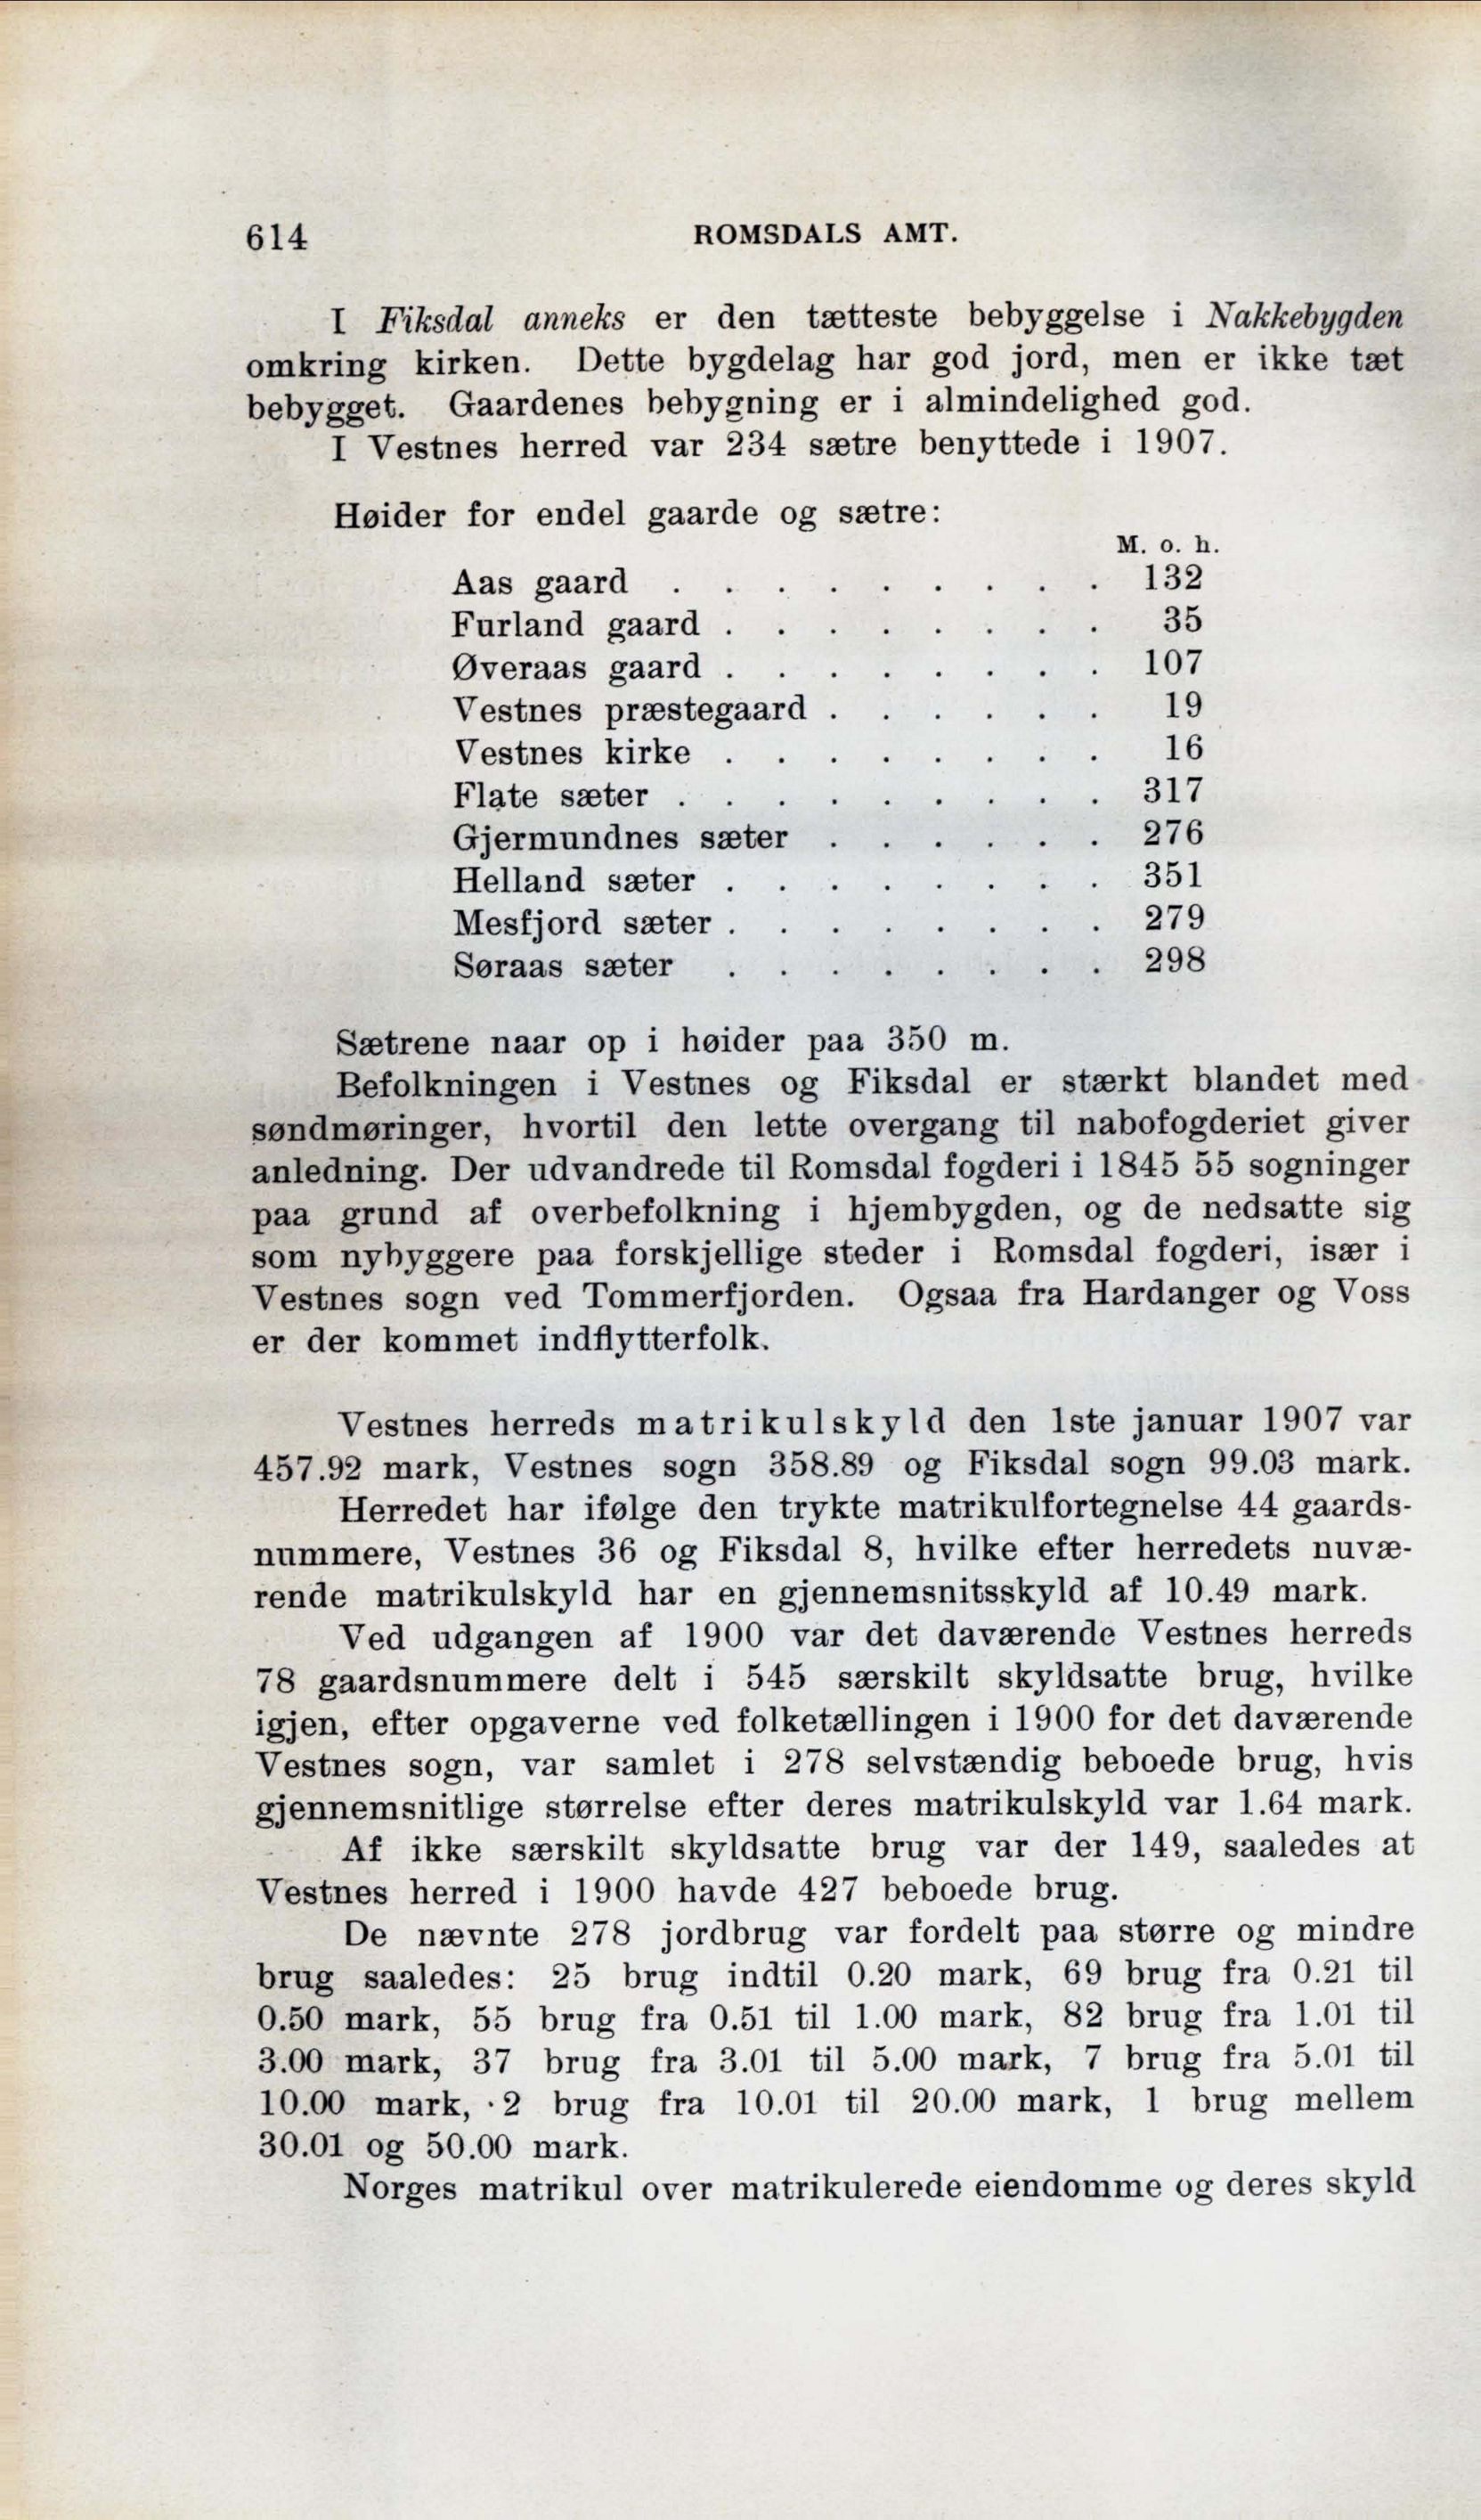 614 ROMSDALS AMT.
I Fiksdal anneks er den tætteste bebyggelse i Nakkebygden
omkring kirken. Dette bygdelag har god jord, men er ikke tæt
bebygget. Gaardenes bebygning er i almindelighed god.
I Vestnes herred var 234 sætre benyttede i 1907.
Høider for endel gaarde og sætre:
M. o. h.
Aas gaard . . . . . . . . . 132
Furland gaard . . . . . . . . 35
Øveraas gaard . . . . . . . . 107
Vestnes præstegaard . . . . . . 19
Vestnes kirke . . . . . . . . 16
Flate sæter . . . . . . . . . 317
Gjermundnes sæter . . . . . . 276
Helland sæter . . . . . . . . 351
Mesfjord sæter . . . . . . . . 279
Søraas sæter . . . . . . . . 298
Sætrene naar op i høider paa 350 m.
Befolkningen i Vestnes og Fiksdal er stærkt blandet med
søndmøringer, hvortil den lette overgang til nabofogderiet giver
anledning. Der udvandrede til Romsdal fogderi i 1845 55 sogninger
paa grund af overbefolkning i hjembygden, og de nedsatte sig
som nybyggere paa forskjellige steder i Romsdal fogderi, især i
Vestnes sogn ved Tommerfjorden. Ogsaa fra Hardanger og Voss
er der kommet indflytterfolk.
Vestnes herreds matrikulskyld den 1ste januar 1907 var
457.92 mark, Vestnes sogn 358.89 og Fiksdal sogn 99.03 mark.
Herredet har ifølge den trykte matrikulfortegnelse 44 gaards-
nummere, Vestnes 36 og Fiksdal 8, hvilke efter herredets nuvæ-
rende matrikulskyld har en gjennemsnitsskyld af 10.49 mark.
Ved udgangen af 1900 var det daværende Vestnes herreds
78 gaardsnummere delt i 545 særskilt skyldsatte brug, hvilke
igjen, efter opgaverne ved folketællingen i 1900 for det daværende
Vestnes sogn, var samlet i 278 selvstændig beboede brug, hvis
gjennemsnitlige størrelse efter deres matrikulskyld var 1.64 mark.
Af ikke særskilt skyldsatte brug var der 149, saaledes at
Vestnes herred i 1900 havde 427 beboede brug.
De nævnte 278 jordbrug var fordelt paa større og mindre
brug saaledes: 25 brug indtil 0.20 mark, 69 brug fra 0.21 til
0.50 mark, 55 brug fra 0.51 til 1.00 mark, 82 brug fra 1.01 til
3.00 mark, 37 brug fra 3.01 til 5.00 mark, 7 brug fra 5.01 til
10.00 mark, 2 brug fra 10.01 til 20.00 mark, 1 brug mellem
30.01 og 50.00 mark.
Norges matrikul over matrikulerede eiendomme og deres skyld